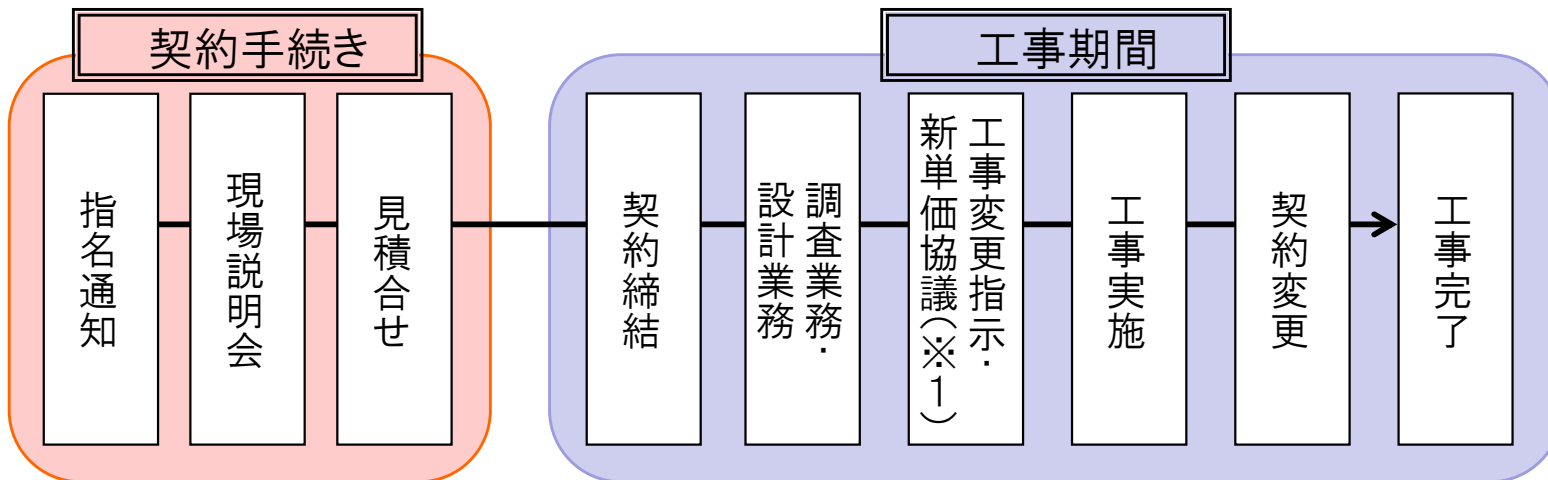 契約手続き
指名通知
現場説明会
見積合せ
工事期間
契約締結
調査業務・
設計業務
工事変更指示・
新単価協議(※1)
工事実施
契約変更
工事完了